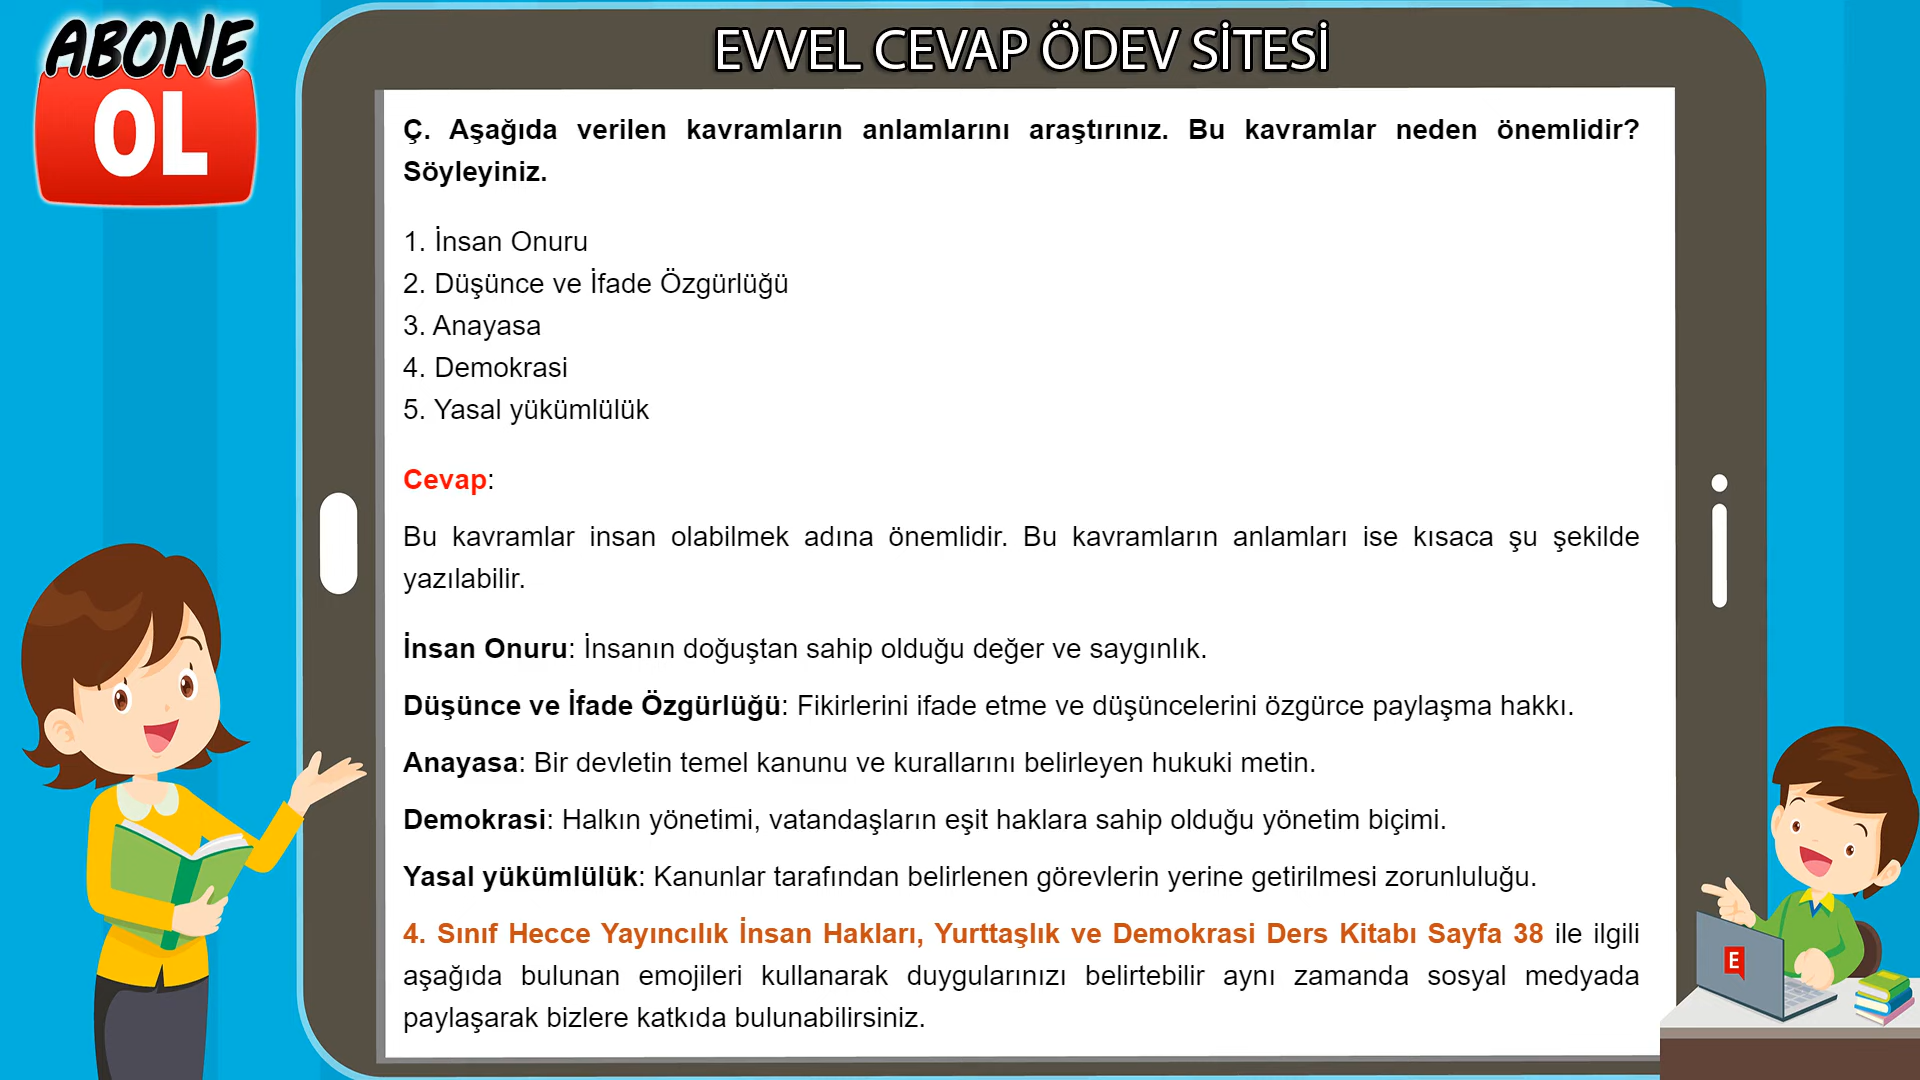 ABONE
OL
EVVEL CEVAP ÖDEV SİTESİ
Ç. Aşağıda verilen kavramların anlamlarını araştırınız. Bu kavramlar neden önemlidir?
Söyleyiniz.
1. İnsan Onuru
2. Düşünce ve İfade Özgürlüğü
3. Anayasa
4. Demokrasi
5. Yasal yükümlülük
Cevap:
Bu kavramlar insan olabilmek adına önemlidir. Bu kavramların anlamları ise kısaca şu şekilde
yazılabilir.
İnsan Onuru: İnsanın doğuştan sahip olduğu değer ve saygınlık.
Düşünce ve İfade Özgürlüğü: Fikirlerini ifade etme ve düşüncelerini özgürce paylaşma hakkı.
Anayasa: Bir devletin temel kanunu ve kurallarını belirleyen hukuki metin.
Demokrasi: Halkın yönetimi, vatandaşların eşit haklara sahip olduğu yönetim biçimi.
Yasal yükümlülük: Kanunlar tarafından belirlenen görevlerin yerine getirilmesi zorunluluğu.
4. Sınıf Hecce Yayıncılık İnsan Hakları, Yurttaşlık ve Demokrasi Ders Kitabı Sayfa 38 ile ilgili
aşağıda bulunan emojileri kullanarak duygularınızı belirtebilir aynı zamanda sosyal medyada
paylaşarak bizlere katkıda bulunabilirsiniz.
E